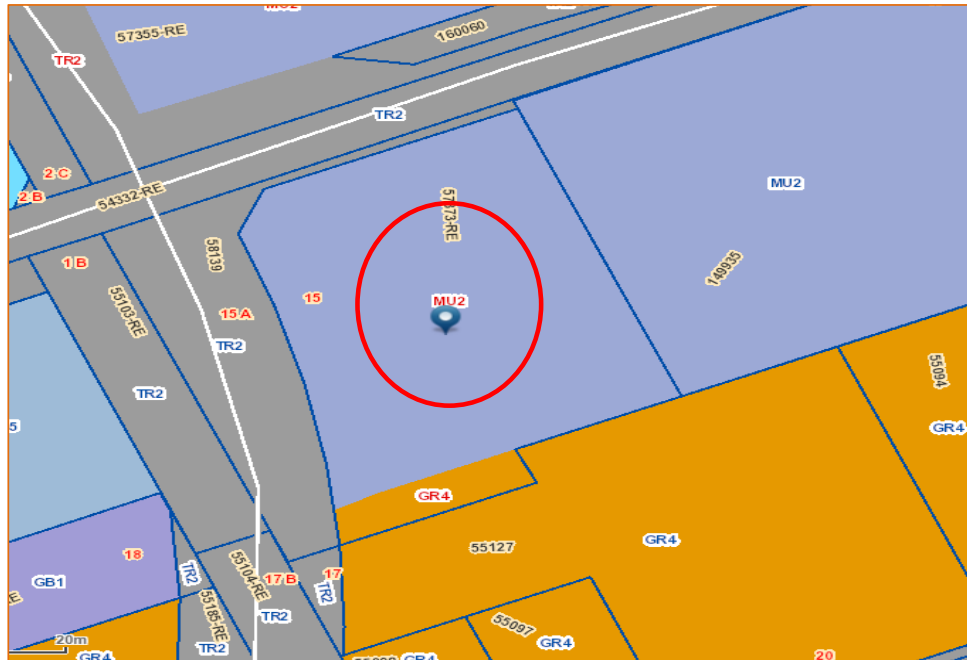 57355-RE
160060
TR2
TR2
MU2
2 C
2 B
54332-RE
57873-RE
58139
1 B
149935
15
MU2
55103-RE
15 A
TR2
55094
TR2
5
GR4
GR4
55127
GR4
18
55104-RE
17 B
17
TR2
TR2
GB1
55185-RE
TR2
55097
20m
TR2
GR4
GR4
GR4
20